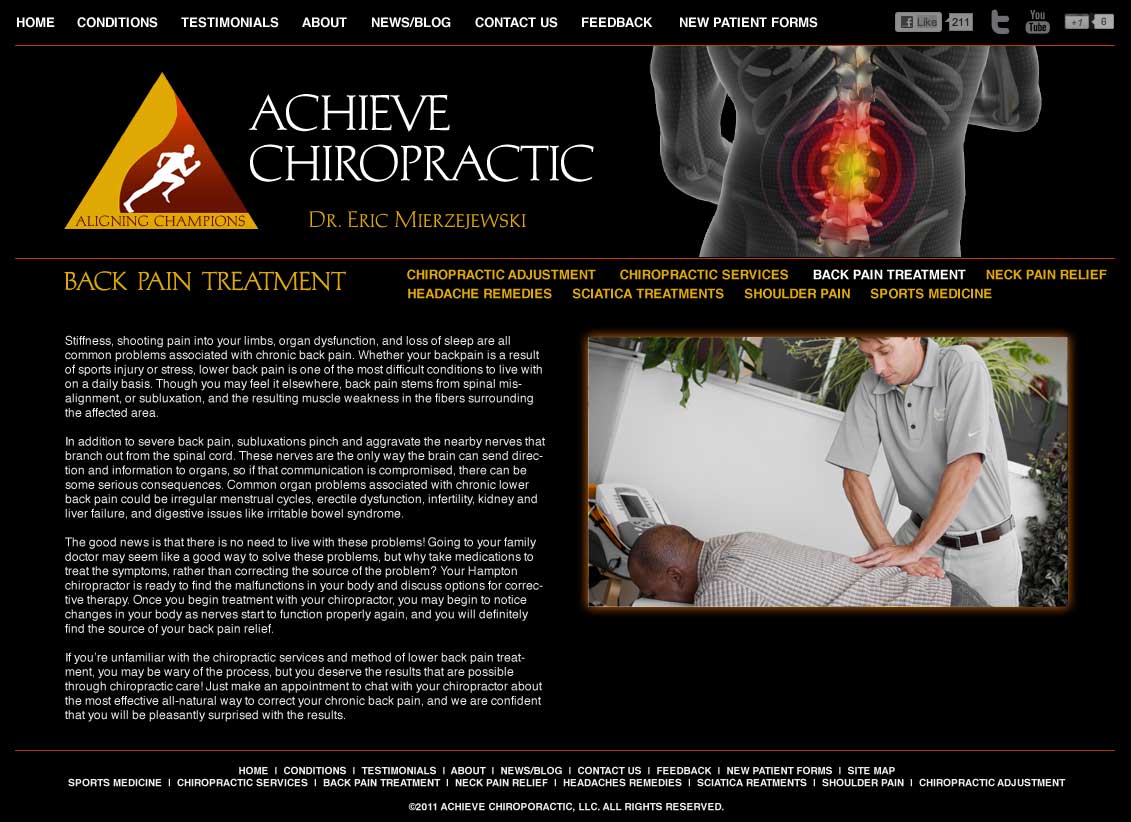 HOME CONDITIONS TESTIMONIALS ABOUT NEWS/BLOG CONTACT US FEEDBACK NEW PATIENT FORMS Like 211 You Tube +1 6
ACHIEVE
CHIROPRACTIC
ALIGNING CHAMPIONS
DR. ERIC MIERZEJEWSKI
BACK PAIN TREATMENT
CHIROPRACTIC ADJUSTMENT CHIROPRACTIC SERVICES BACK PAIN TREATMENT NECK PAIN RELIEF
HEADACHE REMEDIES SCIATICA TREATMENTS SHOULDER PAIN SPORTS MEDICINE
Stiffness, shooting pain into your limbs, organ dysfunction, and loss of sleep are all
common problems associated with chronic back pain. Whether your backpain is a result
of sports injury or stress, lower back pain is one of the most difficult conditions to live with
on a daily basis. Though you may feel it elsewhere, back pain stems from spinal mis-
alignment, or subluxation, and the resulting muscle weakness in the fibers surrounding
the affected area.
In addition to severe back pain, subluxations pinch and aggravate the nearby nerves that
branch out from the spinal cord. These nerves are the only way the brain can send direc-
tion and information to organs, so if that communication is compromised, there can be
some serious consequences. Common organ problems associated with chronic lower
back pain could be irregular menstrual cycles, erectile dysfunction, infertility, kidney and
liver failure, and digestive issues like irritable bowel syndrome.
The good news is that there is no need to live with these problems! Going to your family
doctor may seem like a good way to solve these problems, but why take medications to
treat the symptoms, rather than correcting the source of the problem? Your Hampton
chiropractor is ready to find the malfunctions in your body and discuss options for correc-
tive therapy. Once you begin treatment with your chiropractor, you may begin to notice
changes in your body as nerves start to function properly again, and you will definitely
find the source of your back pain relief.
If you're unfamiliar with the chiropractic services and method of lower back pain treat-
ment, you may be wary of the process, but you deserve the results that are possible
through chiropractic care! Just make an appointment to chat with your chiropractor about
the most effective all-natural way to correct your chronic back pain, and we are confident
that you will be pleasantly surprised with the results.
HOME | CONDITIONS | TESTIMONIALS | ABOUT | NEWS/BLOG | CONTACT US | FEEDBACK | NEW PATIENT FORMS | SITE MAP
SPORTS MEDICINE | CHIROPRACTIC SERVICES | BACK PAIN TREATMENT | NECK PAIN RELIEF | HEADACHES REMEDIES | SCIATICA REATMENTS | SHOULDER PAIN | CHIROPRACTIC ADJUSTMENT
©2011 ACHIEVE CHIROPORACTIC, LLC. ALL RIGHTS RESERVED.